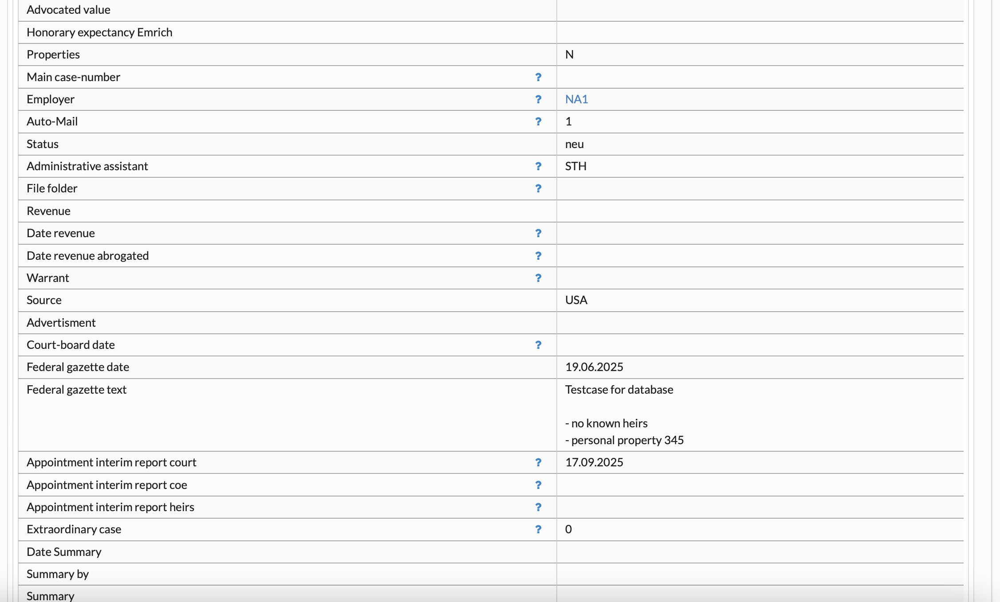 Advocated value
Honorary expectancy Emrich
Properties N
Main case-number ?
Employer ? NA1
Auto-Mail ? 1
Status neu
Administrative assistant ? STH
File folder ?
Revenue
Date revenue ?
Date revenue abrogated ?
Warrant ?
Source USA
Advertisment
Court-board date ?
Federal gazette date 19.06.2025
Federal gazette text Testcase for database
- no known heirs
- personal property 345
Appointment interim report court ? 17.09.2025
Appointment interim report coe ?
Appointment interim report heirs ?
Extraordinary case ? 0
Date Summary
Summary by
Summary